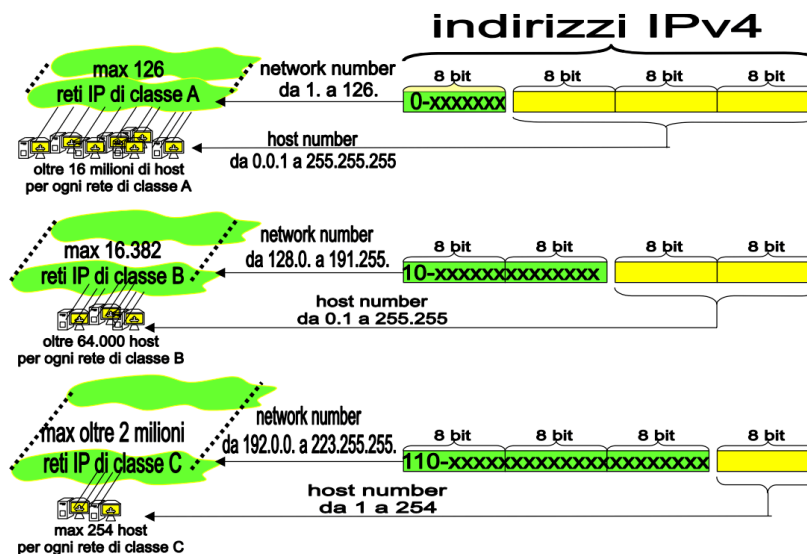 indirizzi IPv4
max 126
reti IP di classe A
network number
da 1. a 126.
8 bit 8 bit 8 bit 8 bit
0-xxxxxxx
host number
da 0.0.1 a 255.255.255
oltre 16 milioni di host
per ogni rete di classe A
max 16.382
reti IP di classe B
network number
da 128.0. a 191.255.
8 bit 8 bit 8 bit 8 bit
10-xxxxxxxxxxxxxx
host number
da 0.1 a 255.255
oltre 64.000 host
per ogni rete di classe B
max oltre 2 milioni
reti IP di classe C
network number
da 192.0.0. a 223.255.255.
8 bit 8 bit 8 bit 8 bit
110-xxxxxxxxxxxxxxxxxxxxx
host number
da 1 a 254
max 254 host
per ogni rete di classe C